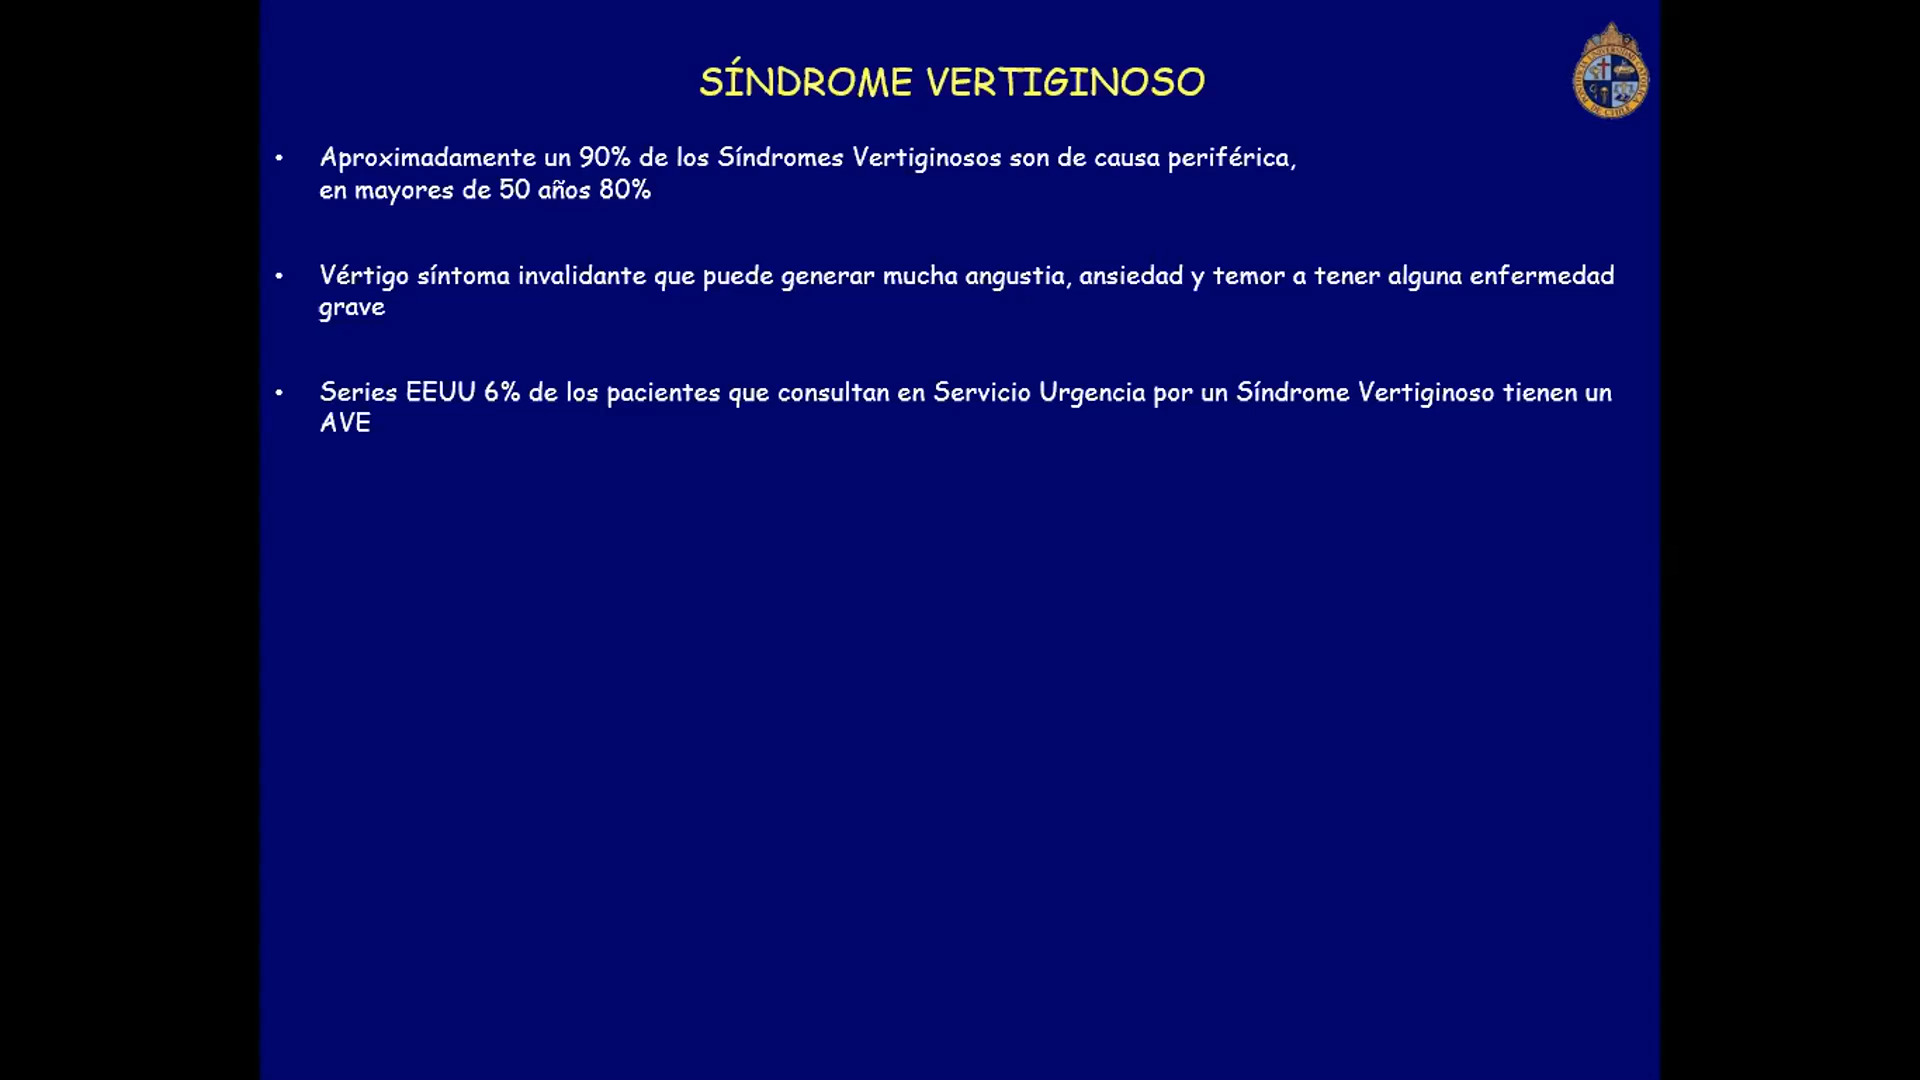 SÍNDROME VERTIGINOSO
• Aproximadamente un 90% de los Síndromes Vertiginosos son de causa periférica,
en mayores de 50 años 80%
• Vértigo síntoma invalidante que puede generar mucha angustia, ansiedad y temor a tener alguna enfermedad
grave
• Series EEUU 6% de los pacientes que consultan en Servicio Urgencia por un Síndrome Vertiginoso tienen un
AVE